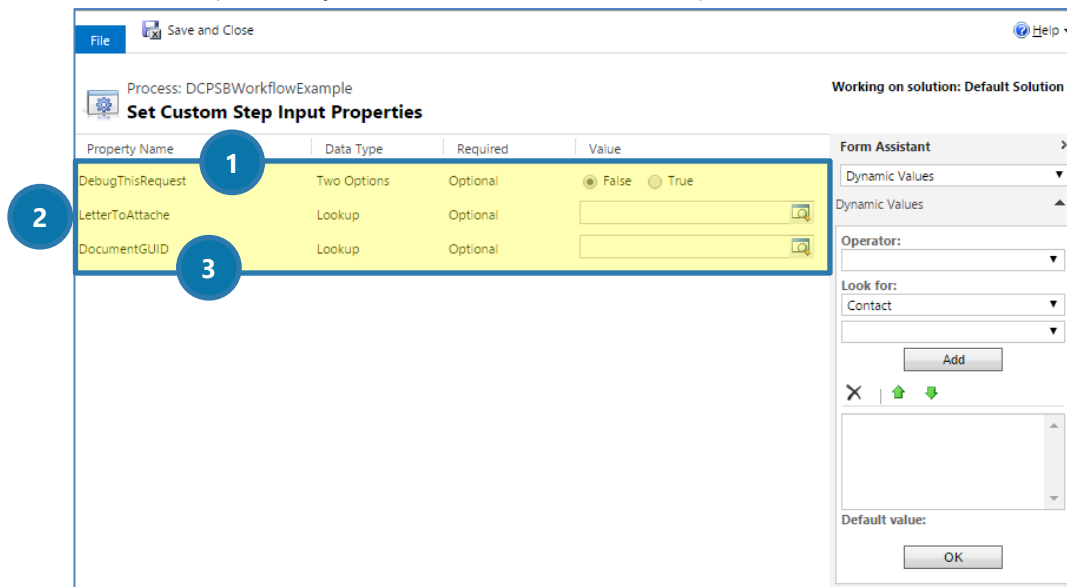 File
Save and Close
Help
Process: DCPSBWorkflowExample
Set Custom Step Input Properties
Working on solution: Default Solution
Property Name Data Type Required Value
1
DebugThisRequest Two Options Optional False True
2
LetterToAttache Lookup Optional
DocumentGUID Lookup Optional
3
Form Assistant
Dynamic Values
Dynamic Values
Operator:
Look for:
Contact
Add
Default value:
OK